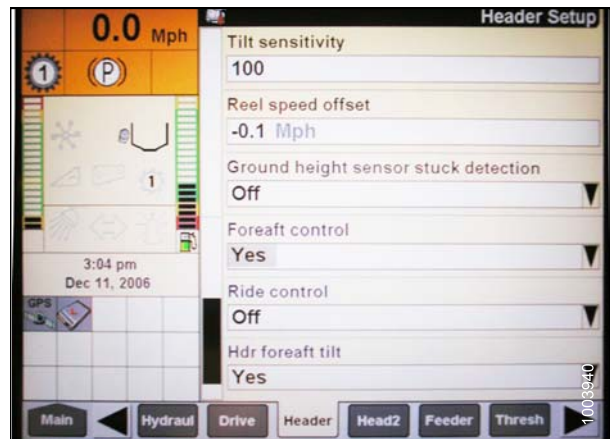 0.0 Mph
Header Setup
1
(P)
1
3:04 pm
Dec 11, 2006
GPS
Tilt sensitivity
100
Reel speed offset
-0.1 Mph
Ground height sensor stuck detection
Off
Foreaft control
Yes
Ride control
Off
Hdr foreaft tilt
Yes
Main
Hydraul
Drive
Header
Head2
Feeder
Thresh
1003940